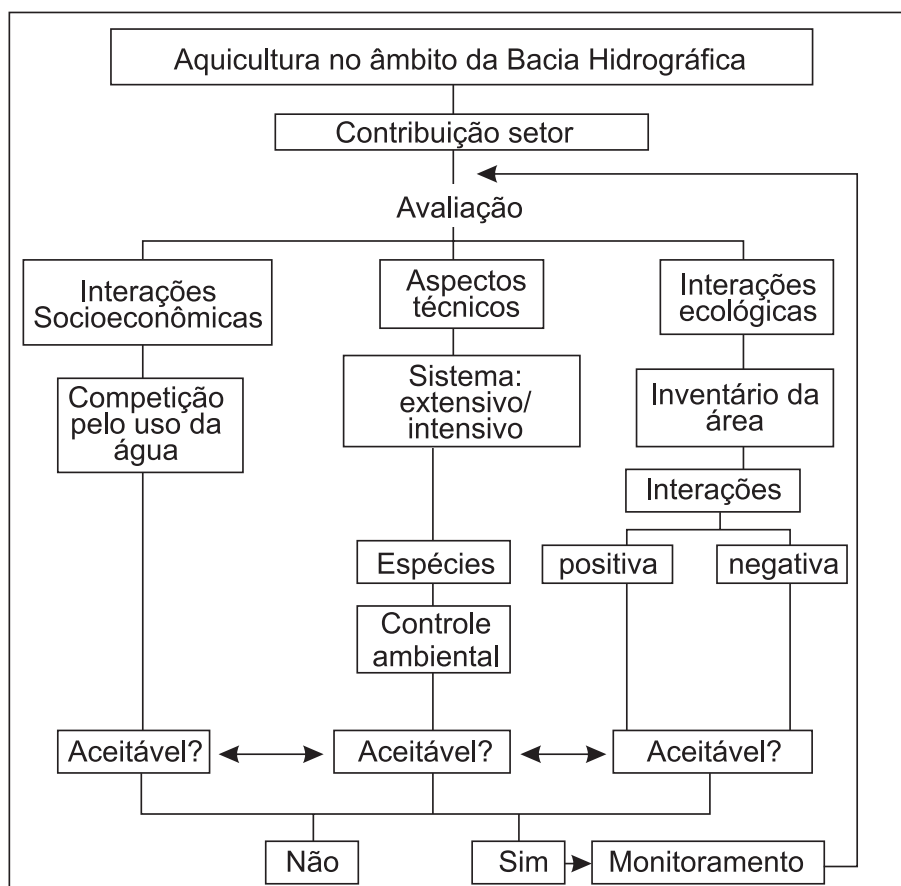 Aquicultura no âmbito da Bacia Hidrográfica
Contribuição setor
Avaliação
Interações
Socioeconômicas
Aspectos
técnicos
Interações
ecológicas
Competição
pelo uso da
água
Sistema:
extensivo/
intensivo
Inventário da
área
Interações
Espécies
positiva
negativa
Controle
ambiental
Aceitável?
Aceitável?
Aceitável?
Não
Sim
Monitoramento